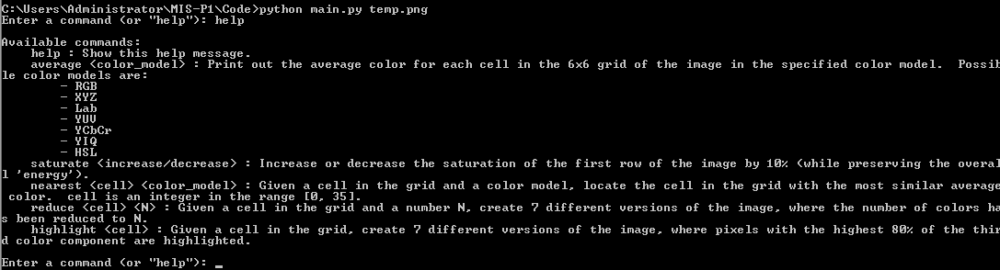 C:\Users\Administrator\MIS-P1\Code>python main.py temp.png
Enter a command (or "help"): help
Available commands:
help : Show this help message.
average <color_model> : Print out the average color for each cell in the 6x6 grid of the image in the specified color model.  Possib
le color models are:
- RGB
- XYZ
- Lab
- YUV
- YCbCr
- YIQ
- HSL
saturate <increase/decrease> : Increase or decrease the saturation of the first row of the image by 10% (while preserving the overal
l 'energy').
nearest <cell> <color_model> : Given a cell in the grid and a color model, locate the cell in the grid with the most similar average
color.  cell is an integer in the range [0, 35].
reduce <cell> <N> : Given a cell in the grid and a number N, create 7 different versions of the image, where the number of colors ha
s been reduced to N.
highlight <cell> : Given a cell in the grid, create 7 different versions of the image, where pixels with the highest 80% of the thir
d color component are highlighted.
Enter a command (or "help"): _